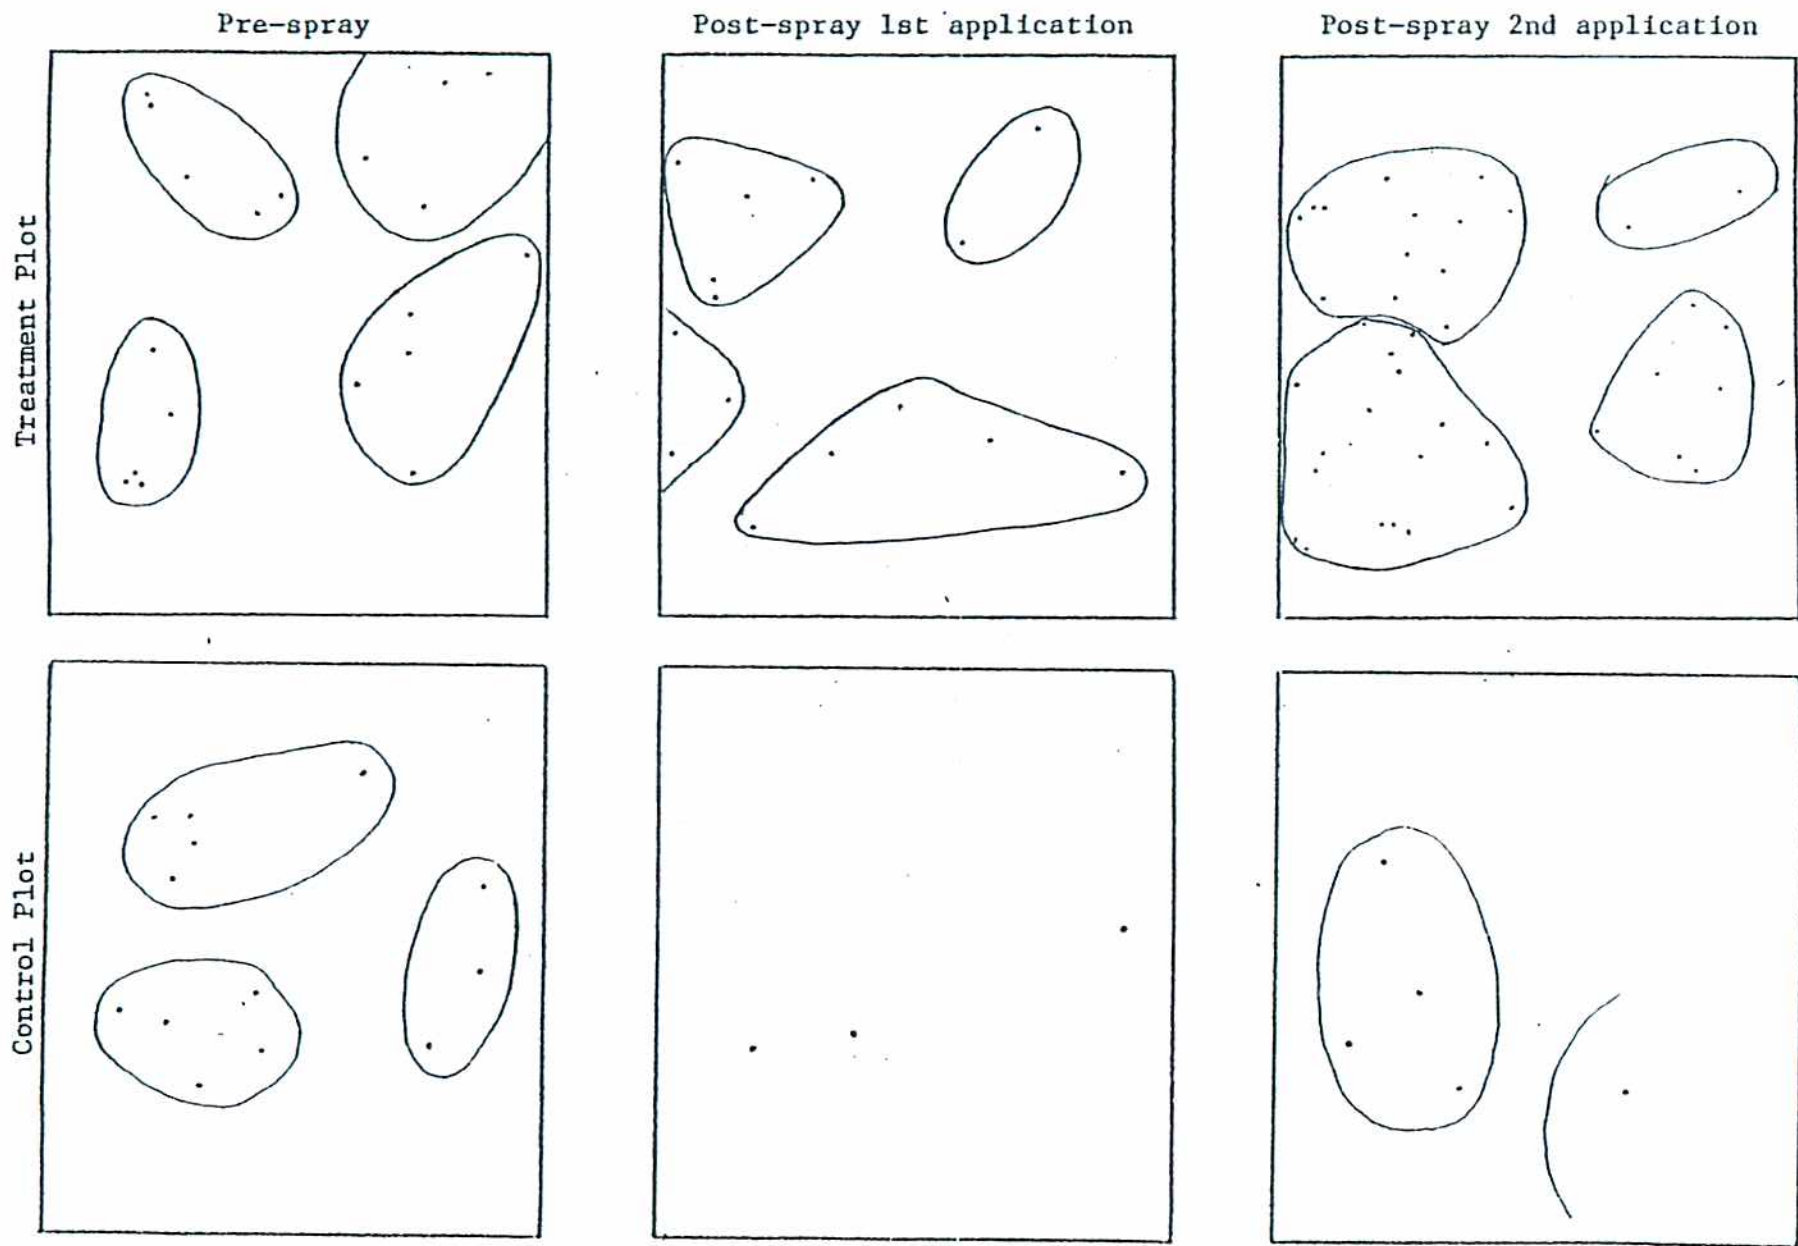 Pre-spray
Post-spray 1st application
Post-spray 2nd application
Treatment Plot
Control Plot